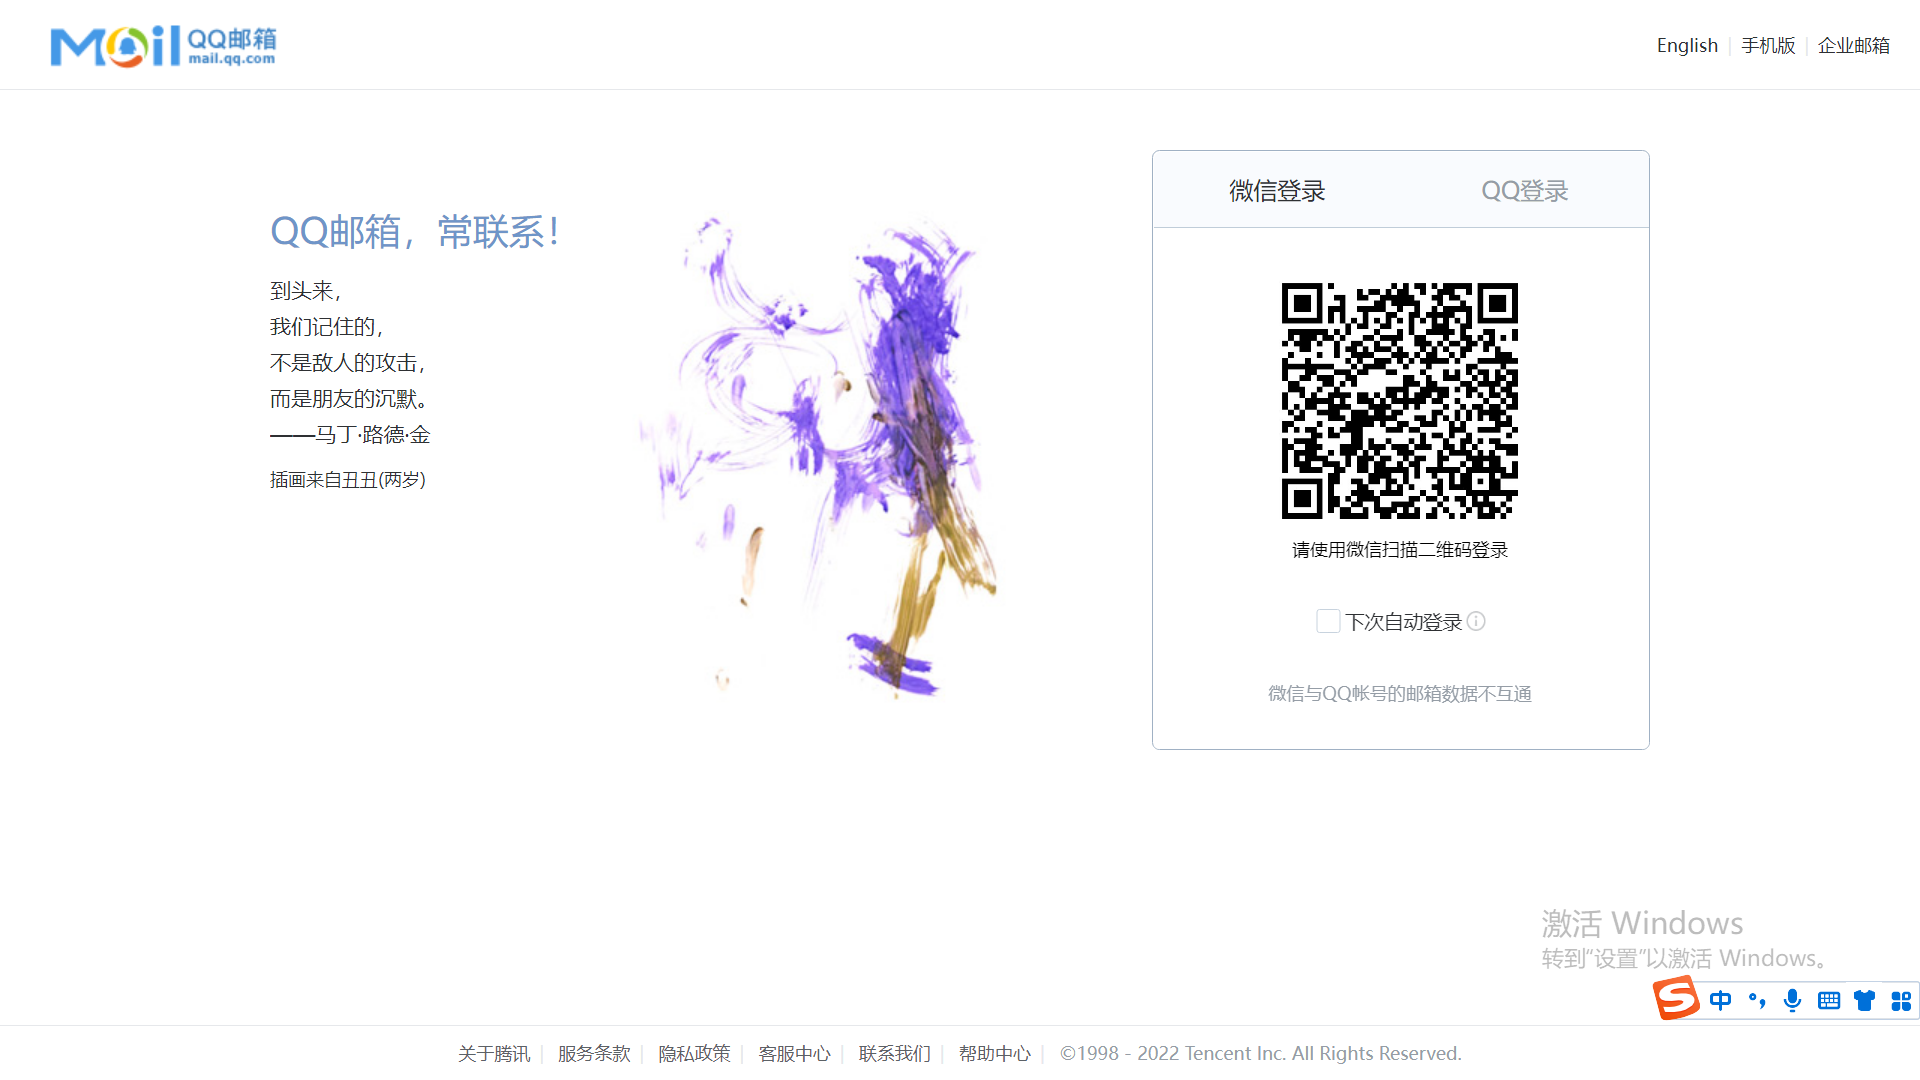 Mail QQ邮箱
mail.qq.com
English
手机版
企业邮箱
QQ邮箱，常联系！
到头来，
我们记住的，
不是敌人的攻击，
而是朋友的沉默。
——马丁·路德·金
插画来自丑丑(两岁)
微信登录
QQ登录
请使用微信扫描二维码登录
下次自动登录
微信与QQ帐号的邮箱数据不互通
激活 Windows
转到“设置”以激活 Windows。
S 中
关于腾讯
服务条款
隐私政策
客服中心
联系我们
帮助中心
©1998 - 2022 Tencent Inc. All Rights Reserved.